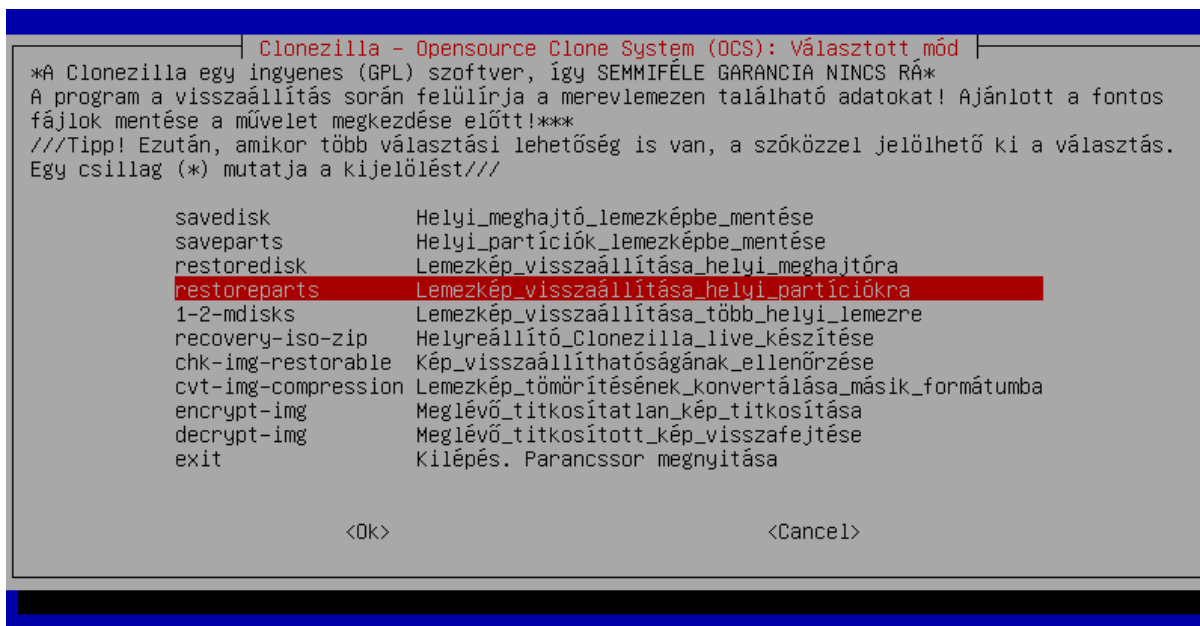 Clonezilla - Opensource Clone System (OCS): Választott mód
*A Clonezilla egy ingyenes (GPL) szoftver, így SEMMIFÉLE GARANCIA NINCS RÁ*
A program a visszaállítás során felülírja a merevlemezen található adatokat! Ajánlott a fontos
fájlok mentése a művelet megkezdése előtt!***
///Tipp! Ezután, amikor több választási lehetőség is van, a szóközzel jelölhető ki a választás.
Egy csillag (*) mutatja a kijelölést///
savedisk Helyi_meghajtó_lemezképbe_mentése
saveparts Helyi_partíciók_lemezképbe_mentése
restoredisk Lemezkép_visszaállítása_helyi_meghajtóra
restoreparts Lemezkép_visszaállítása_helyi_partíciókra
1-2-mdisks Lemezkép_visszaállítása_több_helyi_lemezre
recovery-iso-zip Helyreállító_Clonezilla_live_készítése
chk-img-restorable Kép_visszaállíthatóságának_ellenőrzése
cvt-img-compression Lemezkép_tömörítésének_konvertálása_másik_formátumba
encrypt-img Meglévő_titkosítatlan_kép_titkosítása
decrypt-img Meglévő_titkosított_kép_visszafejtése
exit Kilépés. Parancssor megnyitása
<Ok> <Cancel>